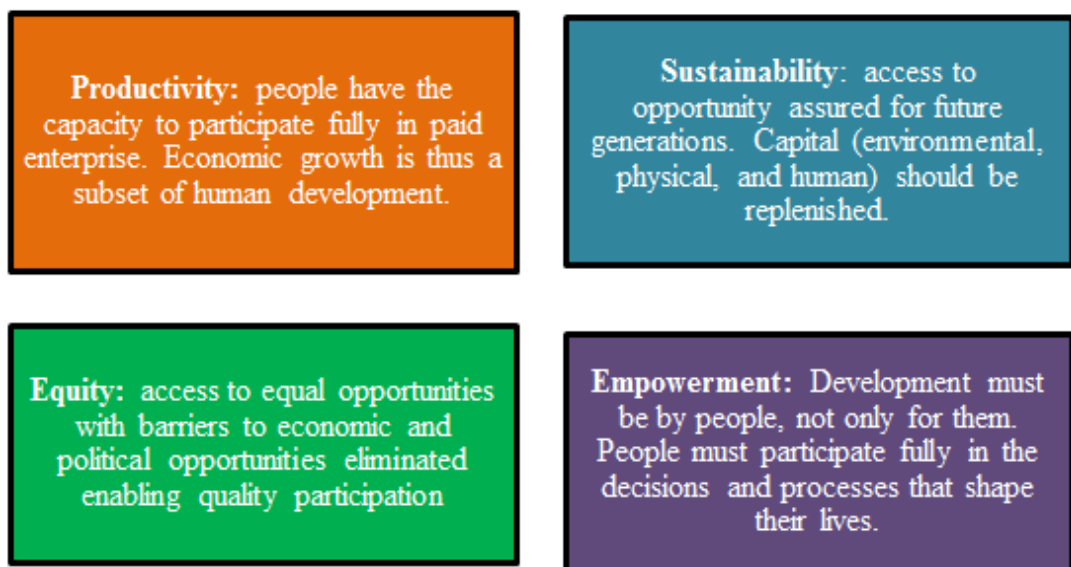 Productivity: people have the
capacity to participate fully in paid
enterprise. Economic growth is thus a
subset of human development.
Sustainability: access to
opportunity assured for future
generations. Capital (environmental,
physical, and human) should be
replenished.
Equity: access to equal opportunities
with barriers to economic and
political opportunities eliminated
enabling quality participation
Empowerment: Development must
be by people, not only for them.
People must participate fully in the
decisions and processes that shape
their lives.